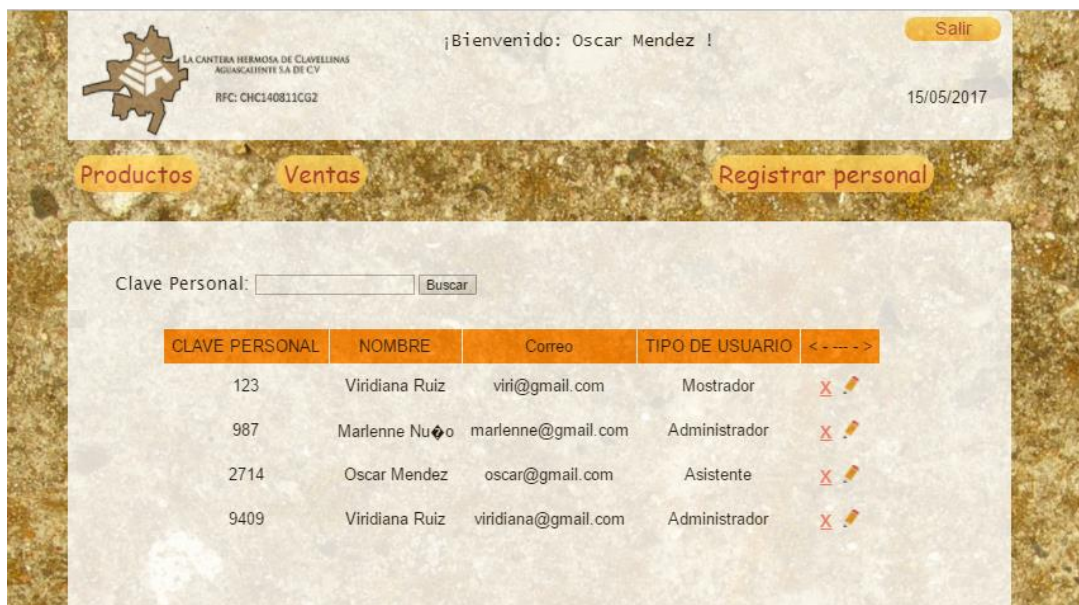 Salir
¡Bienvenido: Oscar Mendez !
LA CANTERA HERMOSA DE CLAVELLINAS
AGUASCALIENTE S.A DE C.V
RFC: CHC140811CG2
15/05/2017
Productos Ventas Registrar personal
Clave Personal: Buscar
CLAVE PERSONAL NOMBRE Correo TIPO DE USUARIO < - --- - >
123 Viridiana Ruiz viri@gmail.com Mostrador X
987 Marlenne Nu�o marlenne@gmail.com Administrador X
2714 Oscar Mendez oscar@gmail.com Asistente X
9409 Viridiana Ruiz viridiana@gmail.com Administrador X